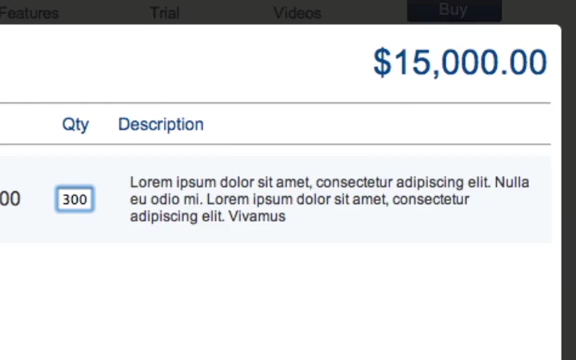 Features Trial Videos Buy
$15,000.00
Qty Description
00 300 Lorem ipsum dolor sit amet, consectetur adipiscing elit. Nulla
eu odio mi. Lorem ipsum dolor sit amet, consectetur
adipiscing elit. Vivamus